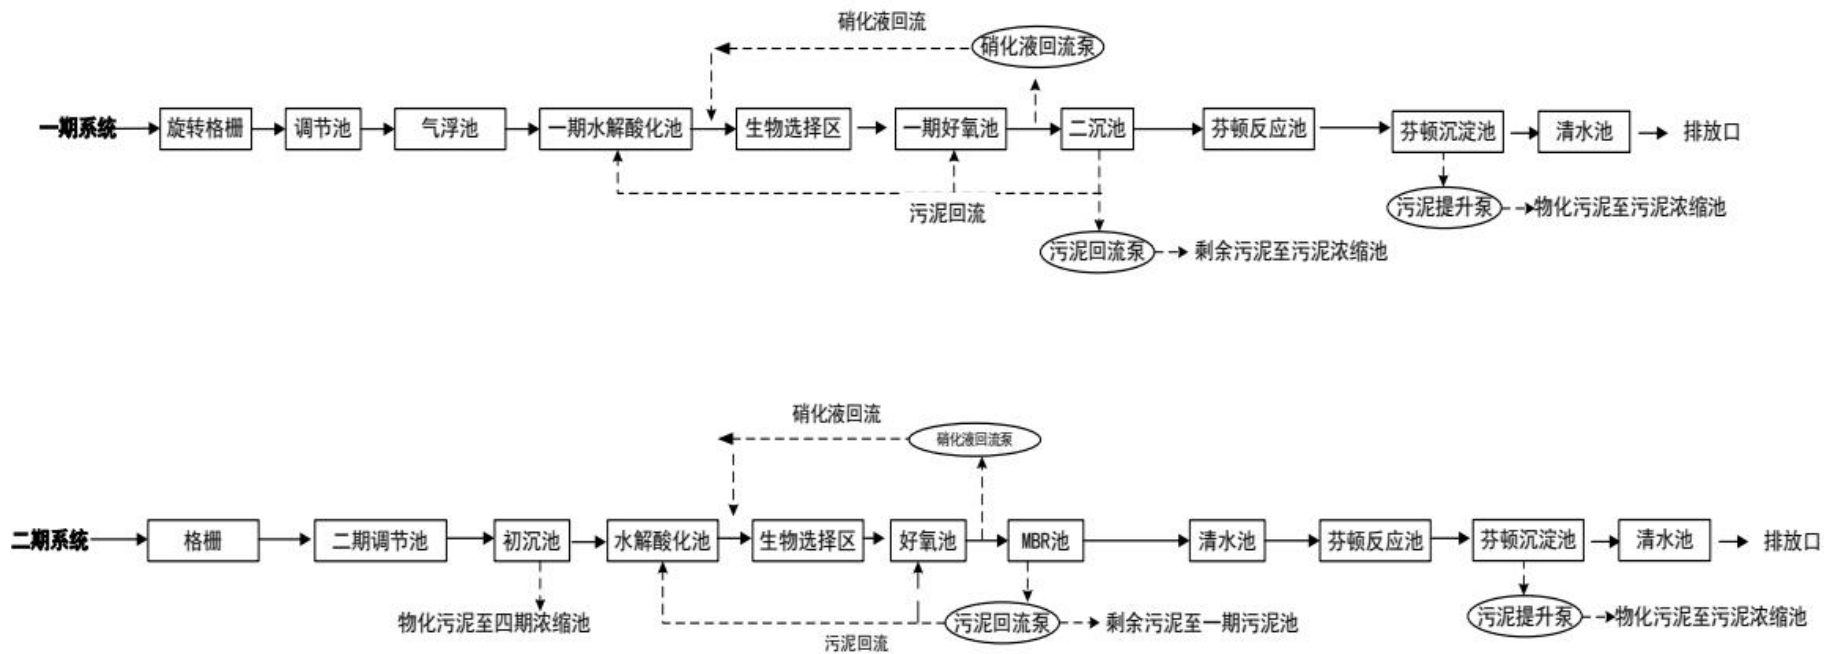 硝化液回流
硝化液回流泵
一期系统
旋转格栅
调节池
气浮池
一期水解酸化池
生物选择区
一期好氧池
二沉池
芬顿反应池
芬顿沉淀池
清水池
排放口
污泥回流
污泥提升泵
物化污泥至污泥浓缩池
污泥回流泵
剩余污泥至污泥浓缩池
硝化液回流
硝化液回流泵
二期系统
格栅
二期调节池
初沉池
水解酸化池
生物选择区
好氧池
MBR池
清水池
芬顿反应池
芬顿沉淀池
清水池
排放口
物化污泥至四期浓缩池
污泥回流
污泥回流泵
剩余污泥至一期污泥池
污泥提升泵
物化污泥至污泥浓缩池